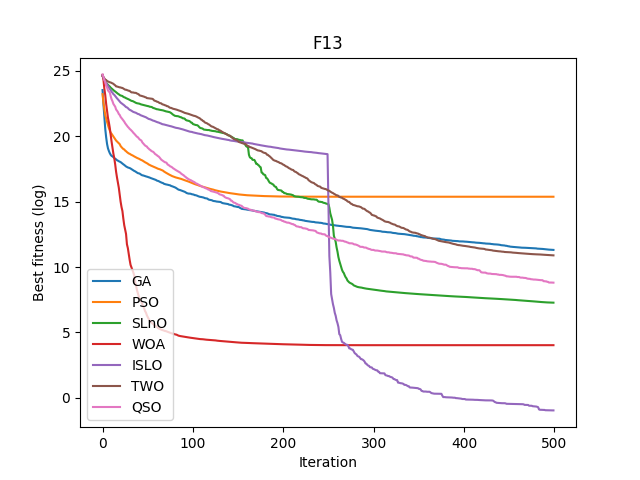 F13
Best fitness (log)
25
20
15
10
5
0
GA
PSO
SLnO
WOA
ISLO
TWO
QSO
0 100 200 300 400 500
Iteration